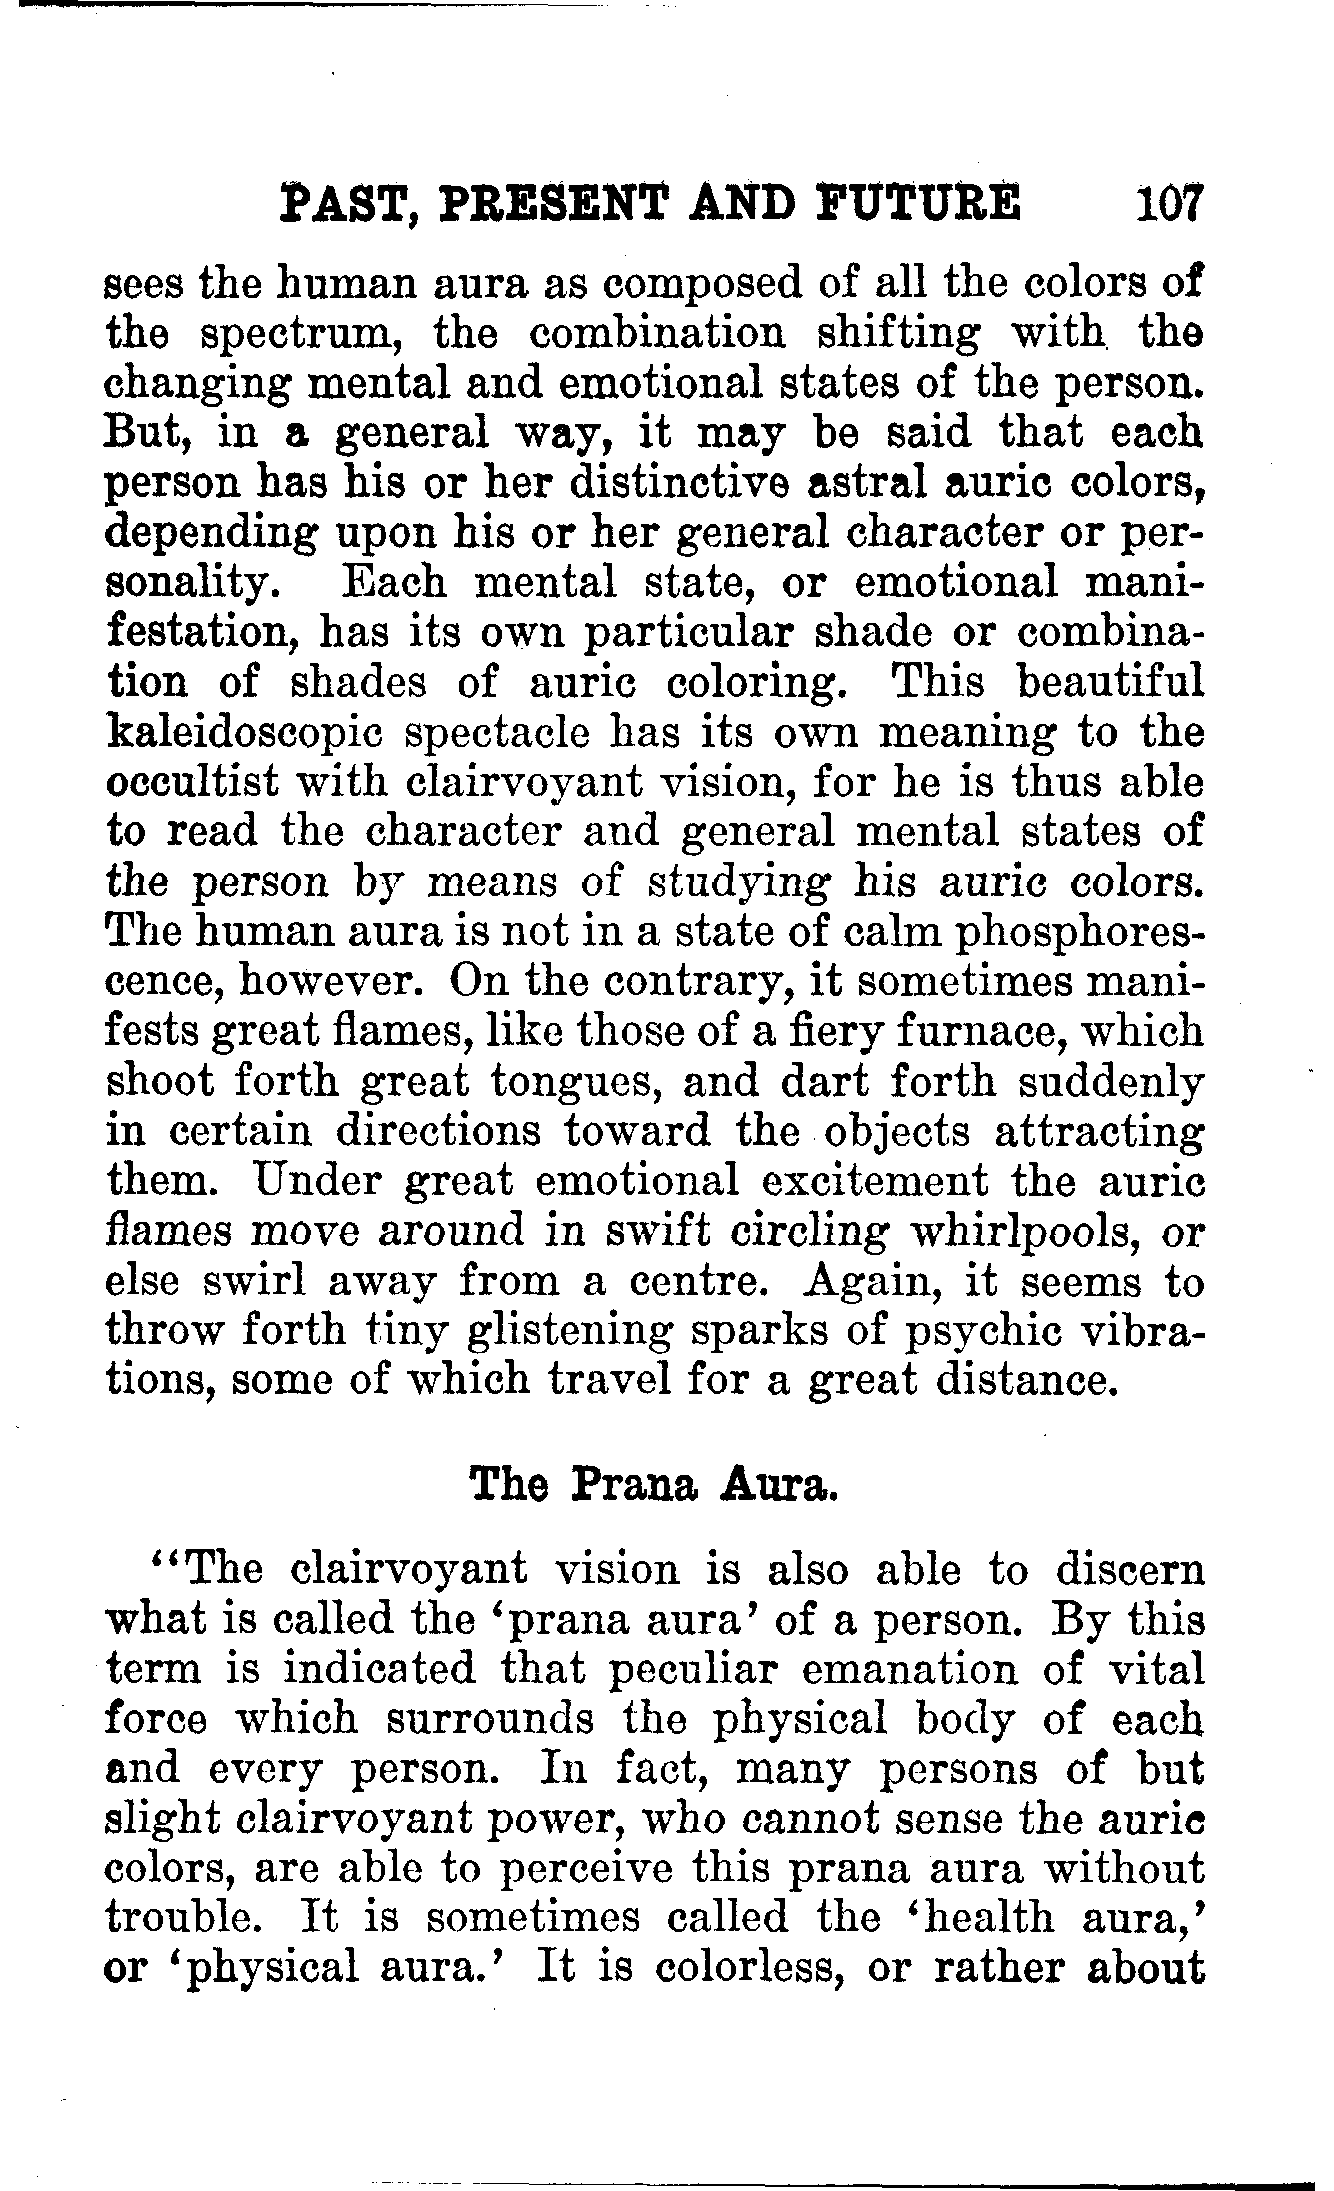 PAST, PRESENT AND FUTURE 107
sees the human aura as composed of all the colors of
the spectrum, the combination shifting with the
changing mental and emotional states of the person.
But, in a general way, it may be said that each
person has his or her distinctive astral auric colors,
depending upon his or her general character or per-
sonality. Each mental state, or emotional mani-
festation, has its own particular shade or combina-
tion of shades of auric coloring. This beautiful
kaleidoscopic spectacle has its own meaning to the
occultist with clairvoyant vision, for he is thus able
to read the character and general mental states of
the person by means of studying his auric colors.
The human aura is not in a state of calm phosphores-
cence, however. On the contrary, it sometimes mani-
fests great flames, like those of a fiery furnace, which
shoot forth great tongues, and dart forth suddenly
in certain directions toward the objects attracting
them. Under great emotional excitement the auric
flames move around in swift circling whirlpools, or
else swirl away from a centre. Again, it seems to
throw forth tiny glistening sparks of psychic vibra-
tions, some of which travel for a great distance.
The Prana Aura.
“The clairvoyant vision is also able to discern
what is called the ‘prana aura’ of a person. By this
term is indicated that peculiar emanation of vital
force which surrounds the physical body of each
and every person. In fact, many persons of but
slight clairvoyant power, who cannot sense the auric
colors, are able to perceive this prana aura without
trouble. It is sometimes called the ‘health aura,’
or ‘physical aura.’ It is colorless, or rather about